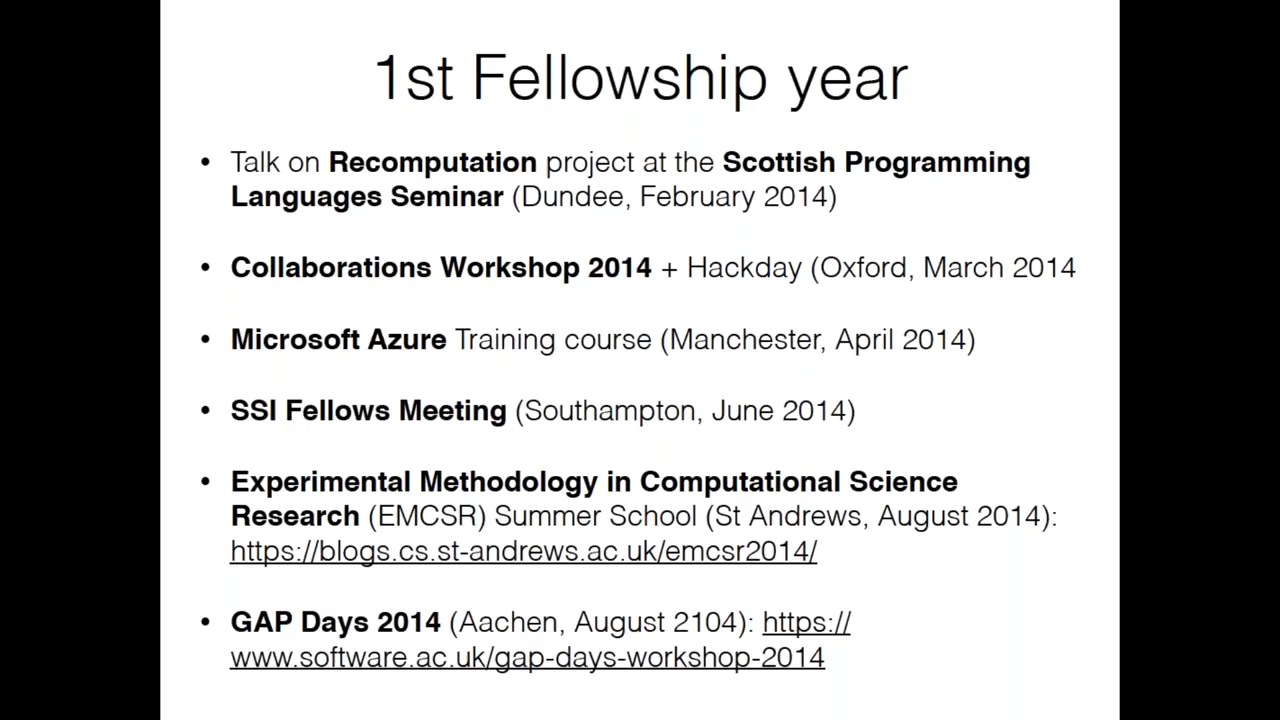 1st Fellowship year
• Talk on Recomputation project at the Scottish Programming
Languages Seminar (Dundee, February 2014)
• Collaborations Workshop 2014 + Hackday (Oxford, March 2014
• Microsoft Azure Training course (Manchester, April 2014)
• SSI Fellows Meeting (Southampton, June 2014)
• Experimental Methodology in Computational Science
Research (EMCSR) Summer School (St Andrews, August 2014):
https://blogs.cs.st-andrews.ac.uk/emcsr2014/
• GAP Days 2014 (Aachen, August 2104): https://
www.software.ac.uk/gap-days-workshop-2014